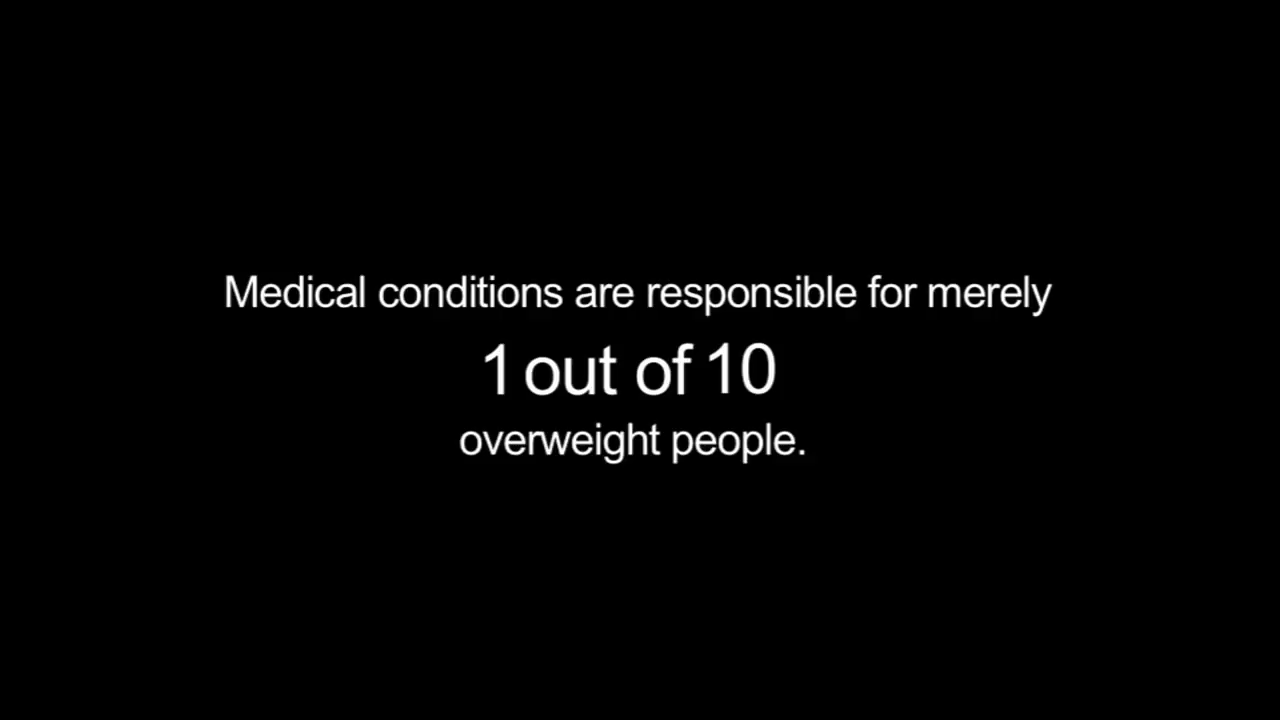 Medical conditions are responsible for merely
1 out of 10
overweight people.